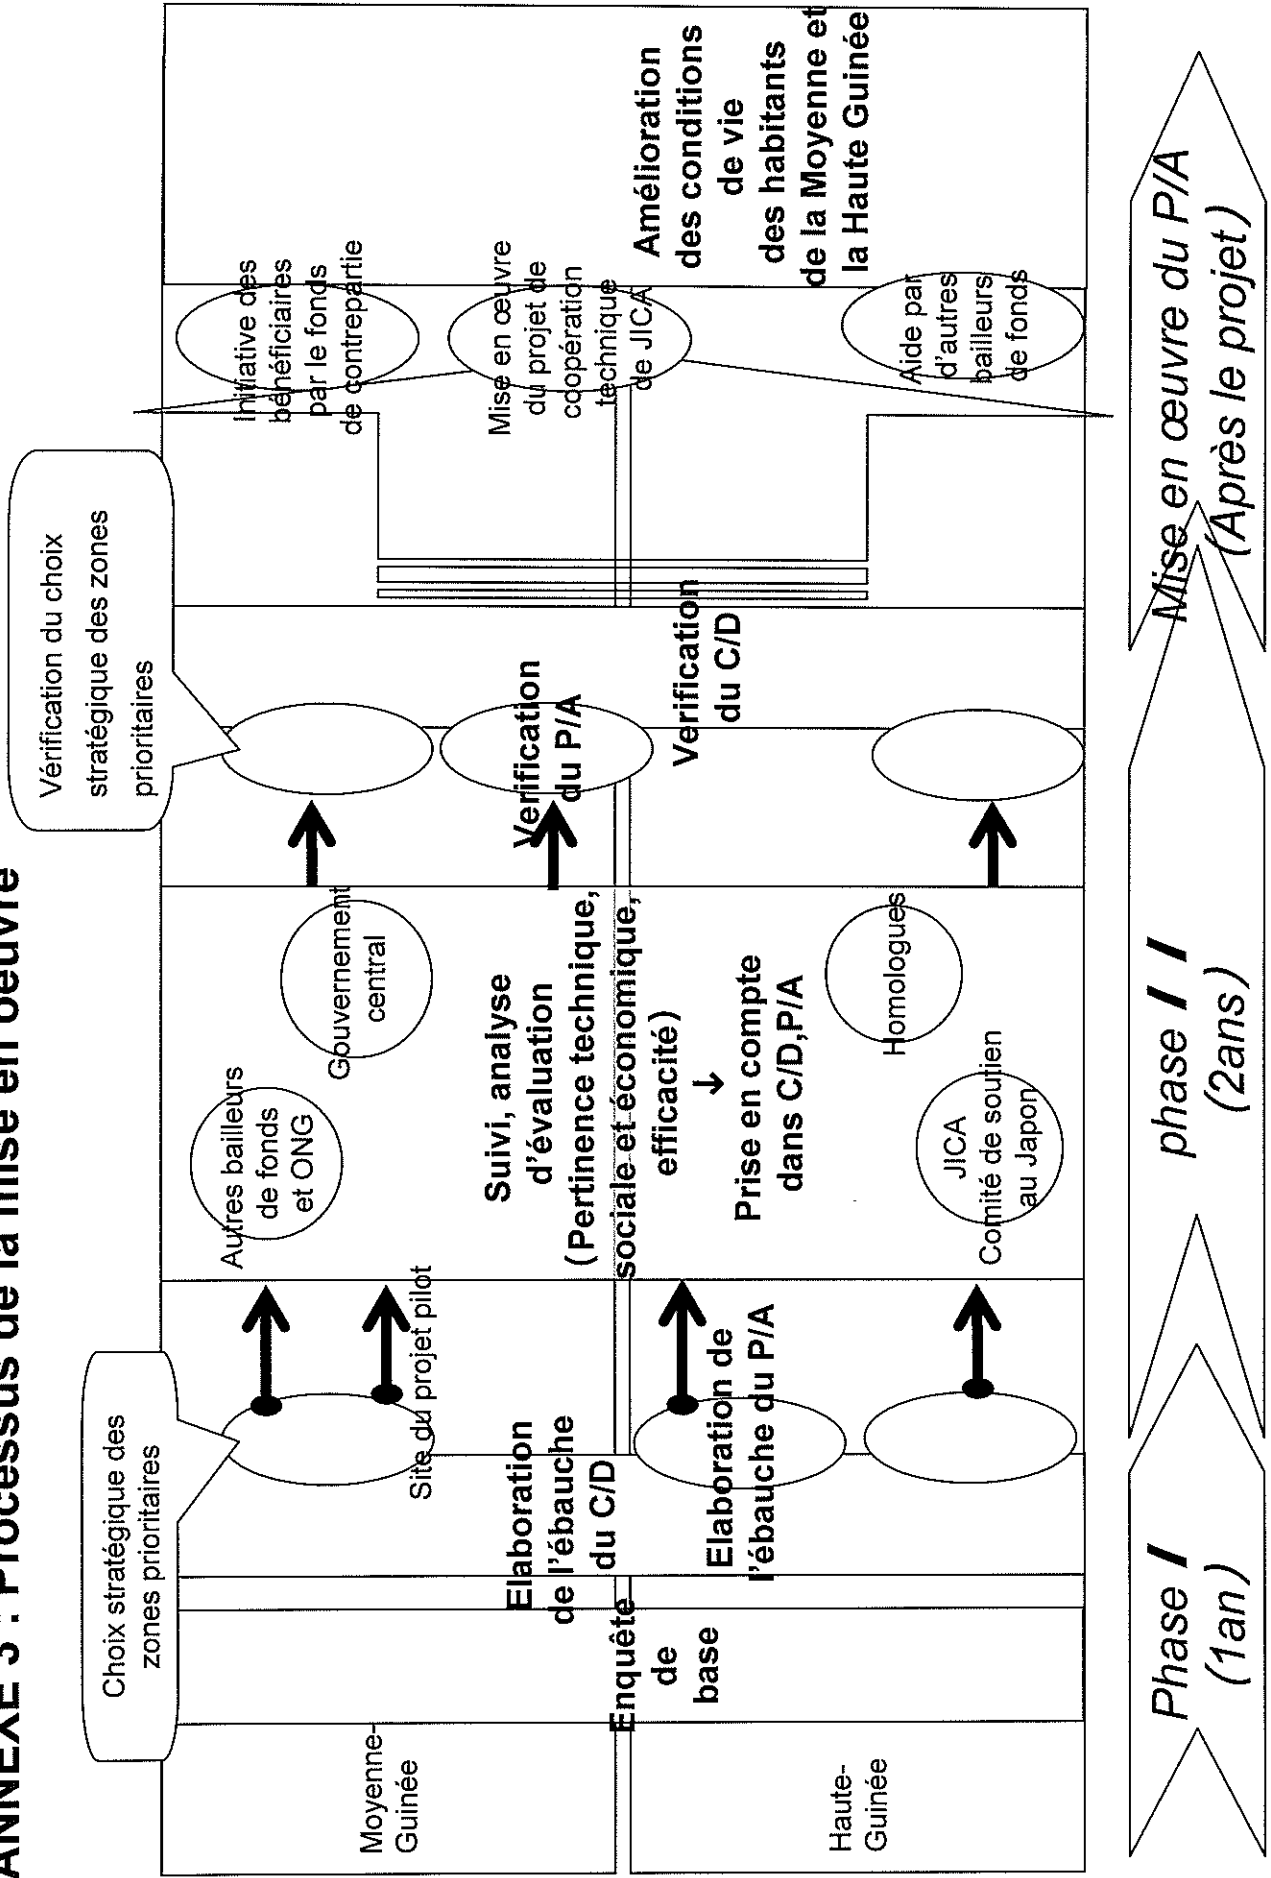 ANNEXE 3 : Processus de la mise en oeuvre
Choix stratégique des
zones prioritaires
Vérification du choix
stratégique des zones
prioritaires
Moyenne-
Guinée
Haute-
Guinée
Enquête
de
base
Elaboration
de l'ébauche
du C/D
Elaboration de
l'ébauche du P/A
Site du projet pilot
Autres bailleurs
de fonds
et ONG
Gouvernement
central
Suivi, analyse
d'évaluation
(Pertinence technique,
sociale et économique,
efficacité)
↓
Prise en compte
dans C/D,P/A
Homologues
JICA
Comité de soutien
au Japon
Verification
du P/A
Verification
du C/D
Initiative des
bénéficiaires
par le fonds
de contrepartie
Mise en œuvre
du projet de
coopération
technique
de JICA
Aide par
d'autres
bailleurs
de fonds
Amélioration
des conditions
de vie
des habitants
de la Moyenne et
la Haute Guinée
Phase I
(1an)
phase I I
(2ans)
Mise en œuvre du P/A
(Après le projet)